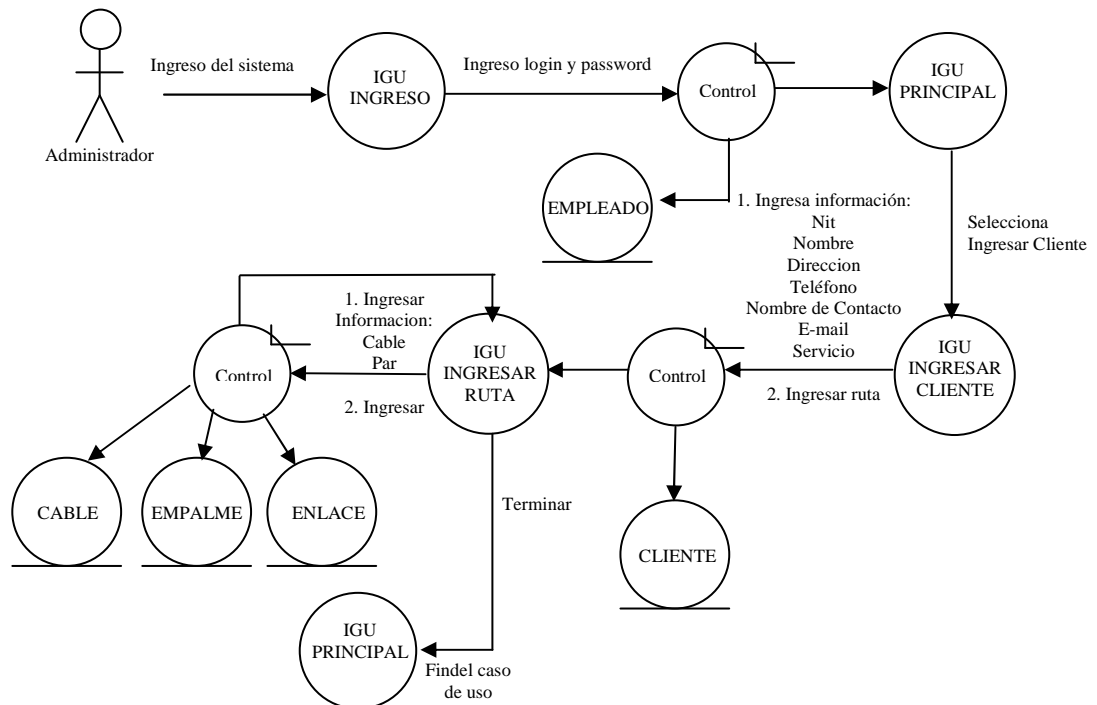 Ingreso del sistema
Administrador
IGU
INGRESO
Ingreso login y password
Control
IGU
PRINCIPAL
EMPLEADO
1. Ingresa información:
Nit
Nombre
Direccion
Teléfono
Nombre de Contacto
E-mail
Servicio
2. Ingresar ruta
Selecciona
Ingresar Cliente
IGU
INGRESAR
CLIENTE
Control
CLIENTE
IGU
INGRESAR
RUTA
1. Ingresar
Informacion:
Cable
Par
2. Ingresar
Control
CABLE
EMPALME
ENLACE
Terminar
IGU
PRINCIPAL
Findel caso
de uso